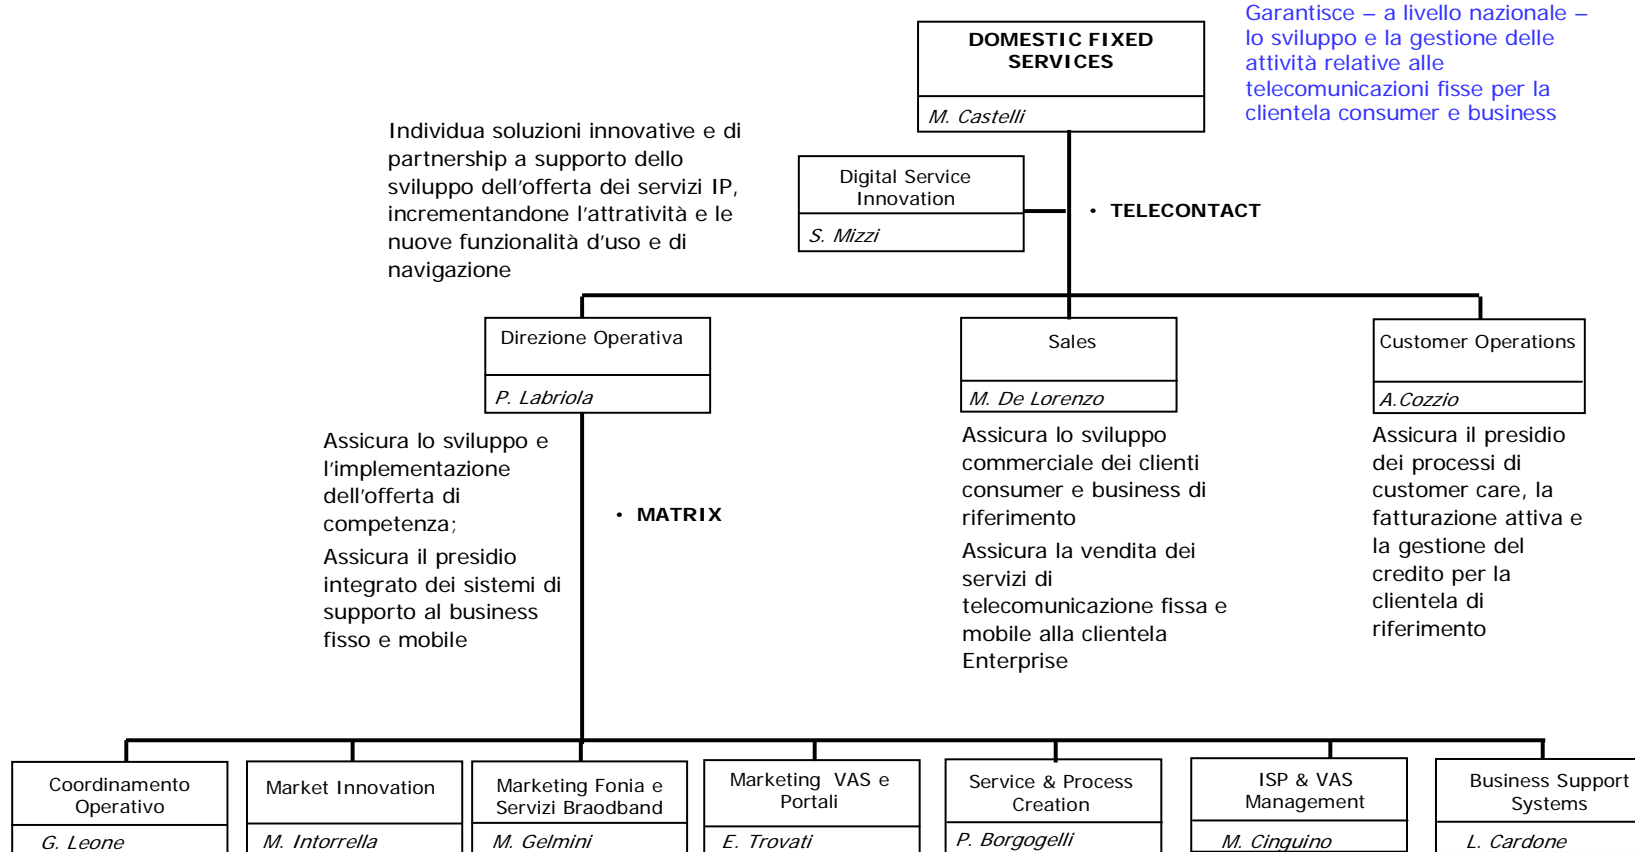 Garantisce – a livello nazionale –
lo sviluppo e la gestione delle
attività relative alle
telecomunicazioni fisse per la
clientela consumer e business
DOMESTIC FIXED
SERVICES
M. Castelli
Individua soluzioni innovative e di
partnership a supporto dello
sviluppo dell'offerta dei servizi IP,
incrementandone l'attratività e le
nuove funzionalità d'uso e di
navigazione
Digital Service
Innovation
S. Mizzi
• TELECONTACT
Direzione Operativa
P. Labriola
Sales
M. De Lorenzo
Customer Operations
A.Cozzio
Assicura lo sviluppo e
l'implementazione
dell'offerta di
competenza;
Assicura il presidio
integrato dei sistemi di
supporto al business
fisso e mobile
• MATRIX
Assicura lo sviluppo
commerciale dei clienti
consumer e business di
riferimento
Assicura la vendita dei
servizi di
telecomunicazione fissa e
mobile alla clientela
Enterprise
Assicura il presidio
dei processi di
customer care, la
fatturazione attiva e
la gestione del
credito per la
clientela di
riferimento
Coordinamento
Operativo
G. Leone
Market Innovation
M. Intorrella
Marketing Fonia e
Servizi Braodband
M. Gelmini
Marketing VAS e
Portali
E. Trovati
Service & Process
Creation
P. Borgogelli
ISP & VAS
Management
M. Cinguino
Business Support
Systems
L. Cardone